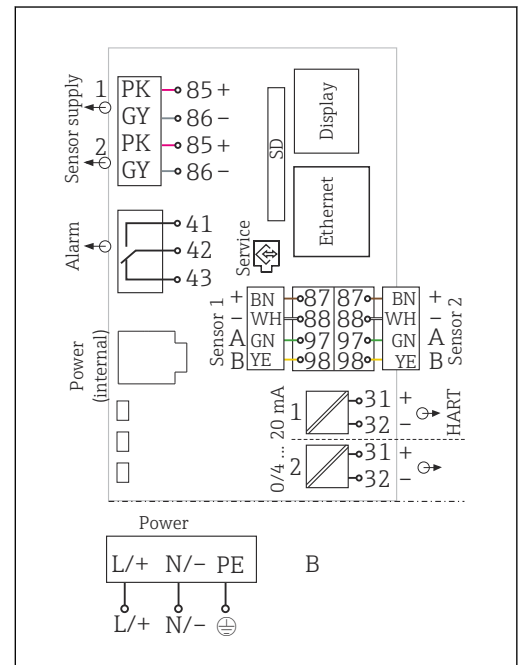 Sensor supply
1
PK
85 +
GY
86 –
2
PK
85 +
GY
86 –
Display
SD
Ethernet
Alarm
41
42
43
Service
Sensor 1
+ BN 87 87 BN +
– WH 88 88 WH –
A GN 97 97 GN A
B YE 98 98 YE B
Sensor 2
Power
(internal)
0/4 ... 20 mA
1
31 +
32 –
HART
2
31 +
32 –
Power
L/+ N/– PE
B
L/+ N/–